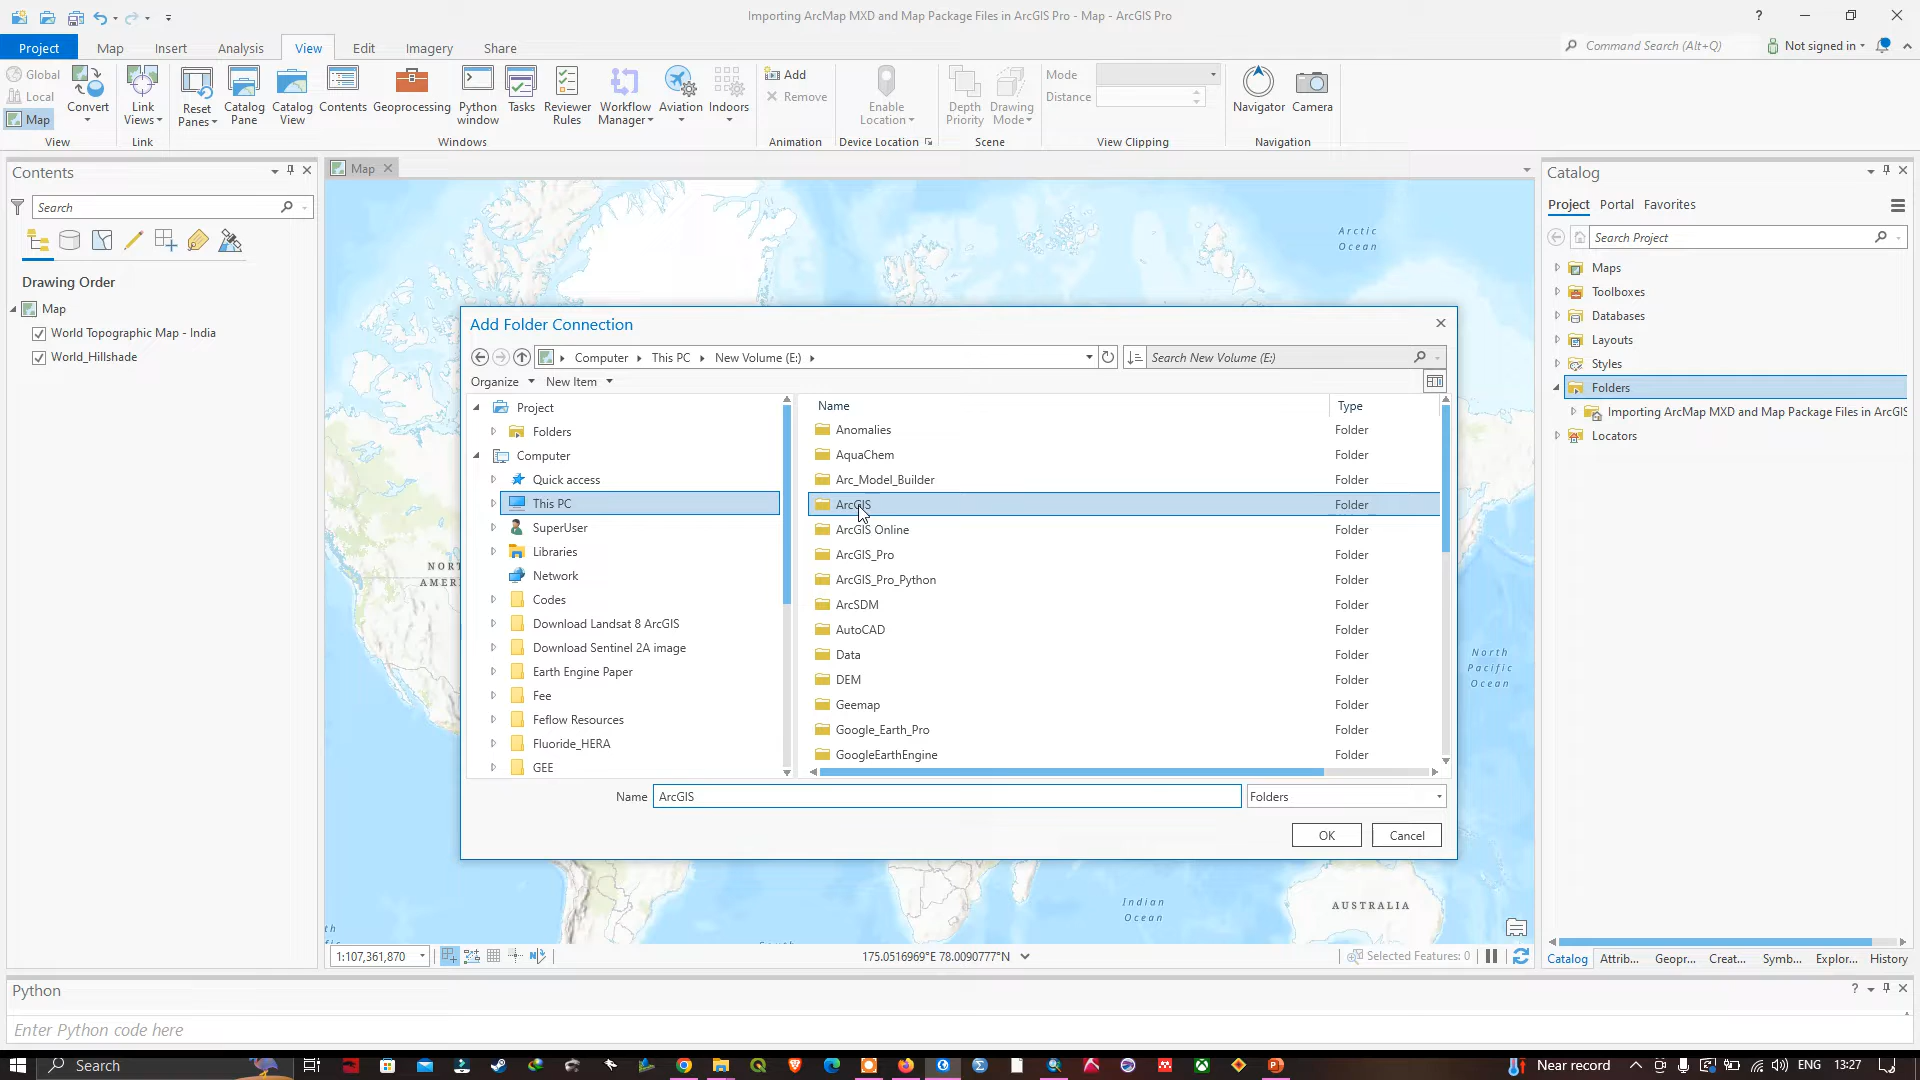 Importing ArcMap MXD and Map Package Files in ArcGIS Pro - Map - ArcGIS Pro
?
Project Map Insert Analysis View Edit Imagery Share
Command Search (Alt+Q)
Not signed in
Global
Local
Map
Convert
View
Link Views
Link
Reset Panes
Catalog Pane
Catalog View
Contents
Geoprocessing
Python window
Tasks
Reviewer Rules
Workflow Manager
Aviation
Indoors
Windows
Add
Remove
Animation
Enable Location
Device Location
Depth Priority
Drawing Mode
Scene
Mode
Distance
View Clipping
Navigator
Camera
Navigation
Contents
Search
Drawing Order
Map
World Topographic Map - India
World_Hillshade
Map
Arctic
Ocean
NOR
AMER
North
Pacific
Ocean
Indian
Ocean
AUSTRALIA
Add Folder Connection
Computer This PC New Volume (E:)
Search New Volume (E:)
Organize New Item
Project
Folders
Computer
Quick access
This PC
SuperUser
Libraries
Network
Codes
Download Landsat 8 ArcGIS
Download Sentinel 2A image
Earth Engine Paper
Fee
Feflow Resources
Fluoride_HERA
GEE
Name Type
Anomalies Folder
AquaChem Folder
Arc_Model_Builder Folder
ArcGIS Folder
ArcGIS Online Folder
ArcGIS_Pro Folder
ArcGIS_Pro_Python Folder
ArcSDM Folder
AutoCAD Folder
Data Folder
DEM Folder
Geemap Folder
Google_Earth_Pro Folder
GoogleEarthEngine Folder
Name ArcGIS Folders
OK Cancel
1:107,361,870
175.0516969°E 78.0090777°N
Selected Features: 0
Catalog
Project Portal Favorites
Search Project
Maps
Toolboxes
Databases
Layouts
Styles
Folders
Importing ArcMap MXD and Map Package Files in ArcGIS
Locators
Catalog Attrib... Geopr... Creat... Symb... Explor... History
Python
?
Enter Python code here
Search
Near record
ENG 13:27